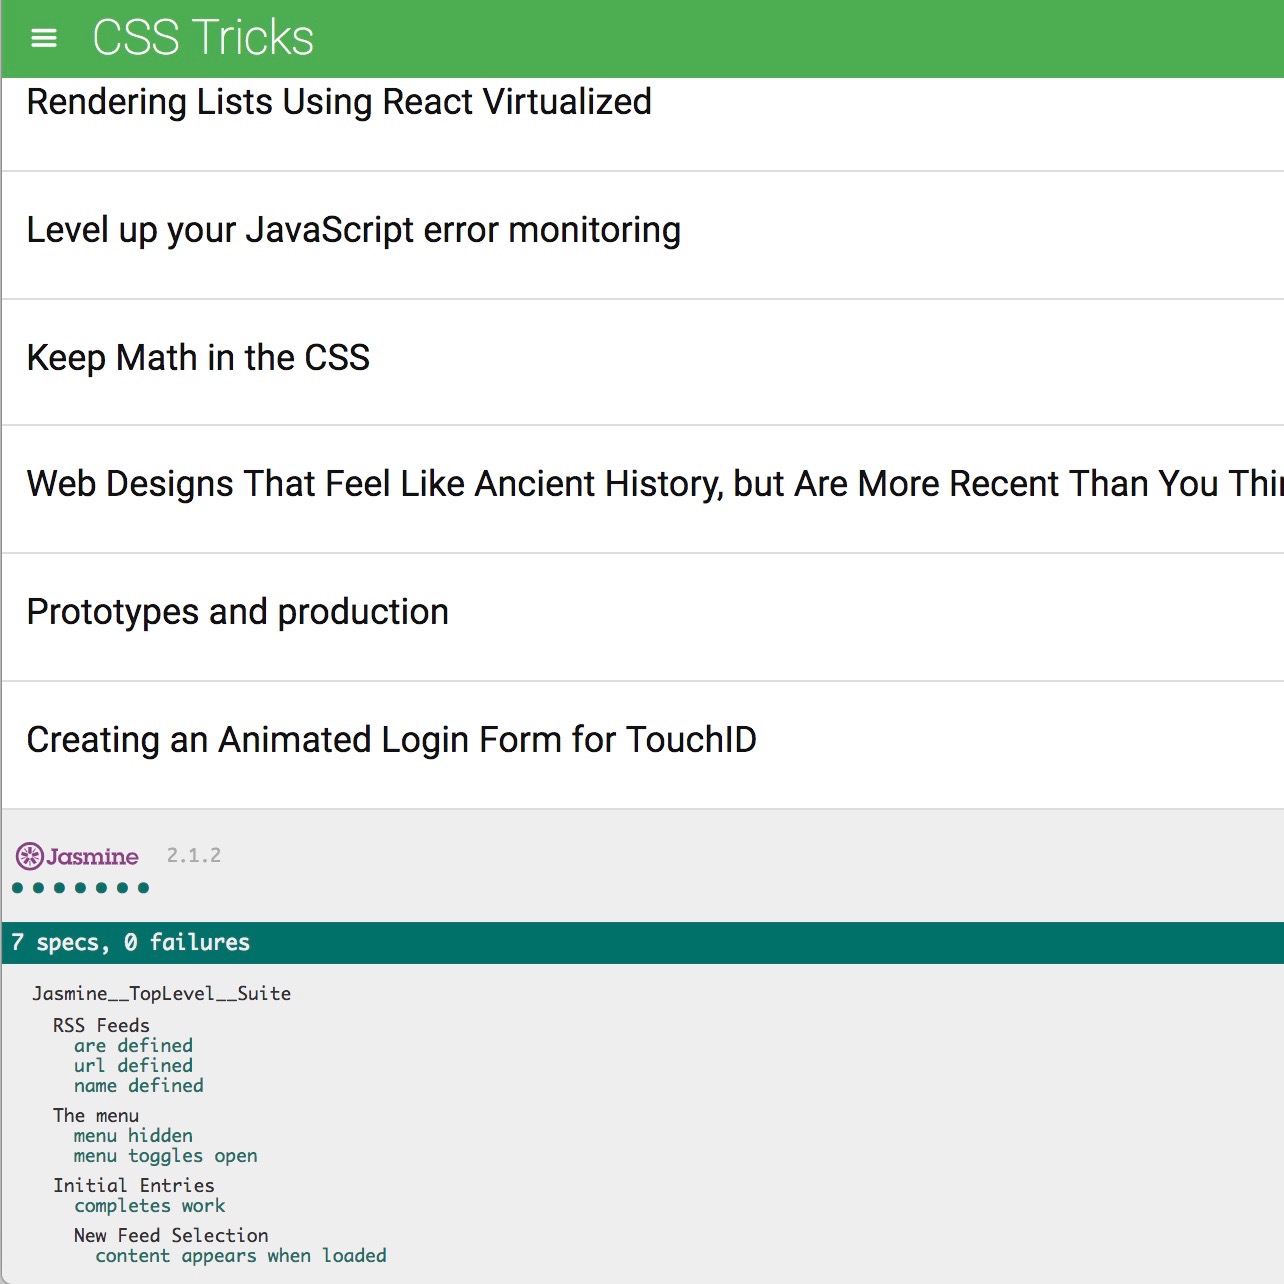 CSS Tricks
Rendering Lists Using React Virtualized
Level up your JavaScript error monitoring
Keep Math in the CSS
Web Designs That Feel Like Ancient History, but Are More Recent Than You
Prototypes and production
Creating an Animated Login Form for TouchID
Jasmine 2.1.2
7 specs, 0 failures
Jasmine__TopLevel__Suite
RSS Feeds
are defined
url defined
name defined
The menu
menu hidden
menu toggles open
Initial Entries
completes work
New Feed Selection
content appears when loaded